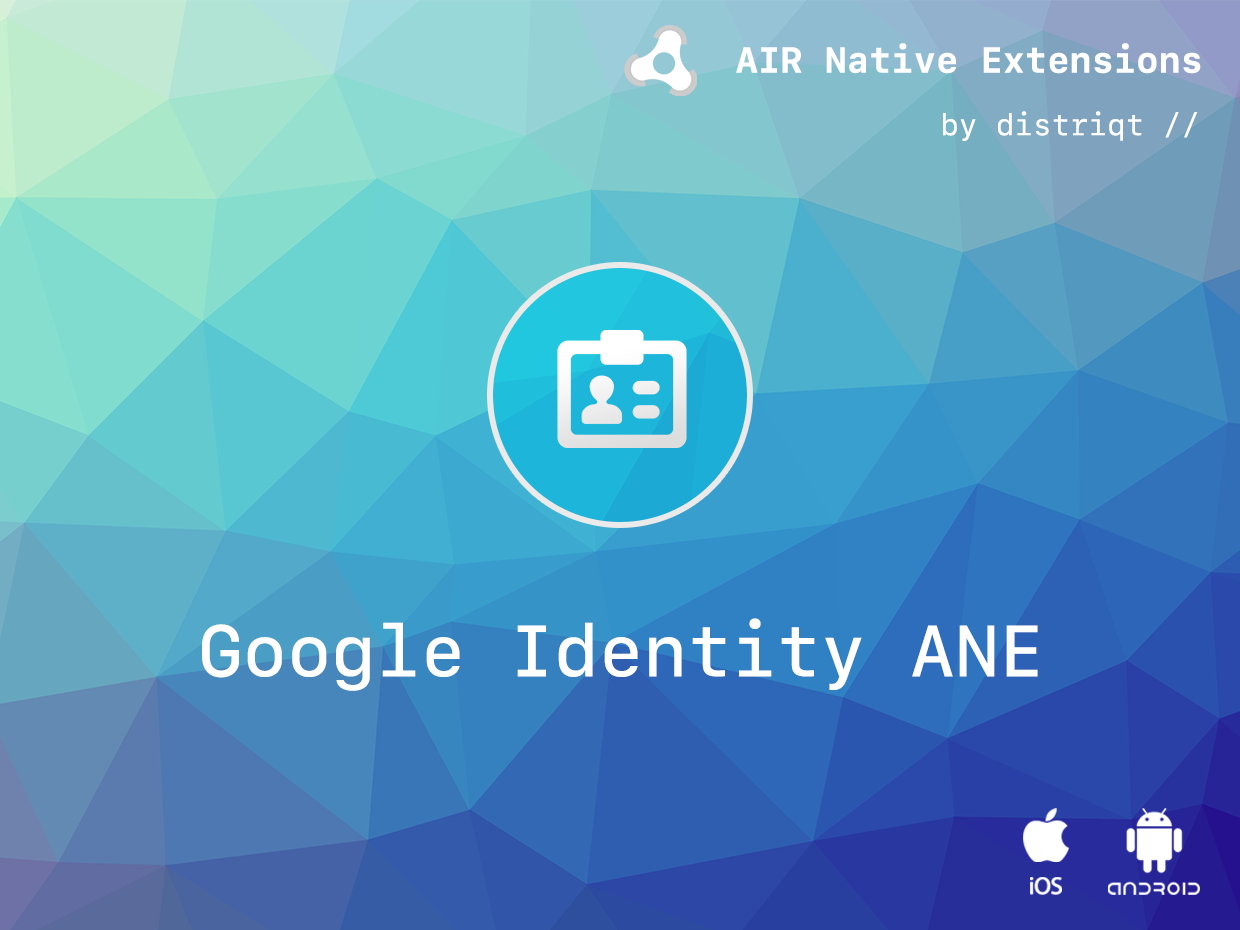 AIR Native Extensions
by distriqt //
Google Identity ANE
iOS
ANDROID